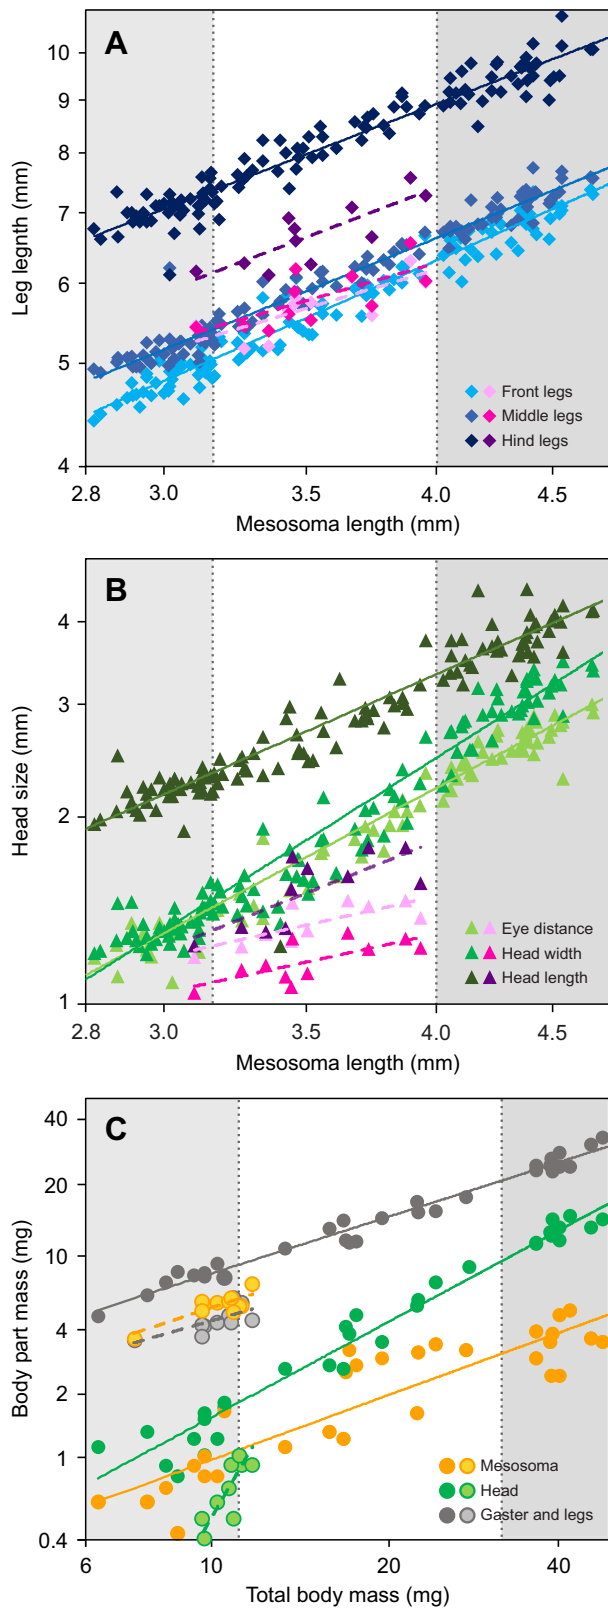 A
10
9
8
7
6
5
4
Leg legnth (mm)
Front legs
Middle legs
Hind legs
2.8 3.0 3.5 4.0 4.5
Mesosoma length (mm)
B
4
3
2
1
Head size (mm)
Eye distance
Head width
Head length
2.8 3.0 3.5 4.0 4.5
Mesosoma length (mm)
C
40
20
10
4
2
1
0.4
Body part mass (mg)
Mesosoma
Head
Gaster and legs
6 10 20 40
Total body mass (mg)